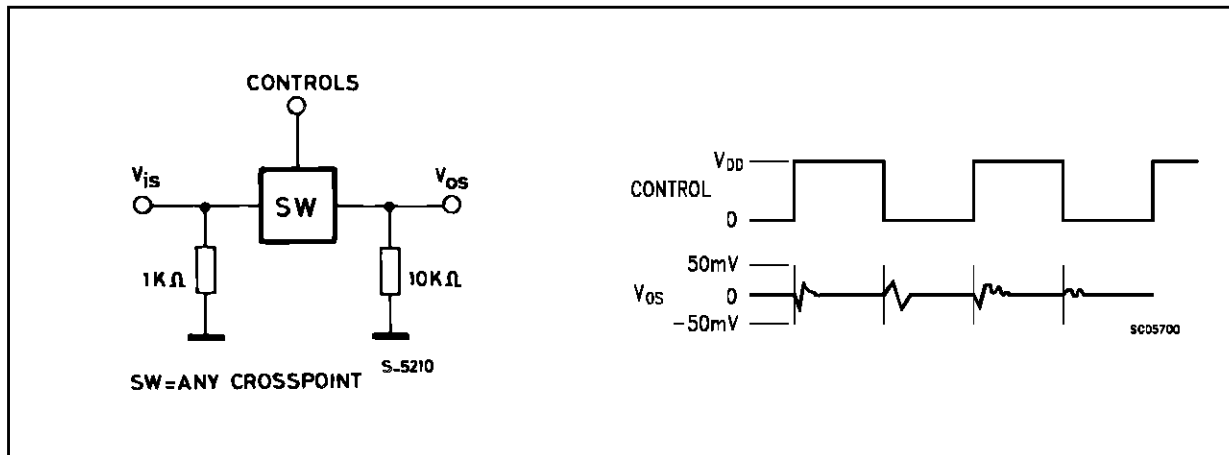 CONTROLS
Vis
Vos
SW
1KΩ
10KΩ
S-5210
SW=ANY CROSSPOINT
VDD
CONTROL
0
50mV
VOS
0
-50mV
SC05700